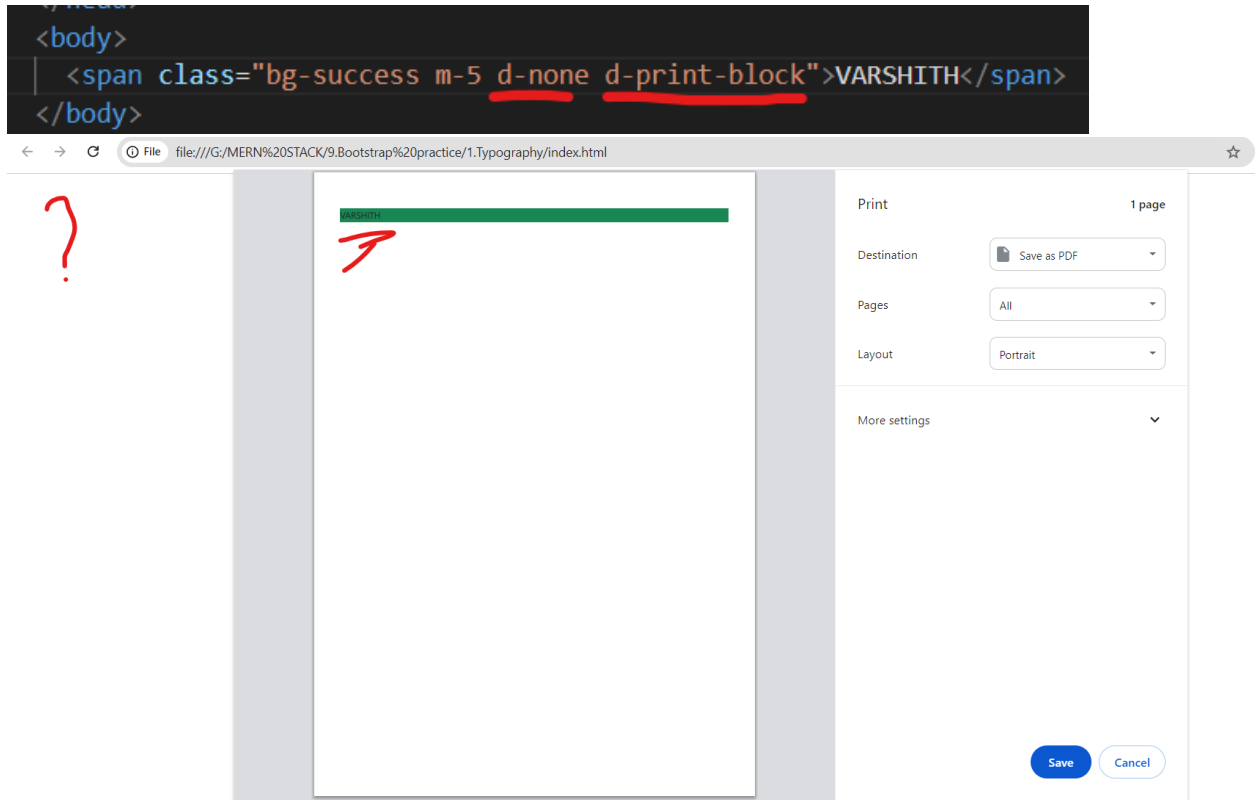 </head>
<body>
<span class="bg-success m-5 d-none d-print-block">VARSHITH</span>
</body>
File file:///G:/MERN%20STACK/9.Bootstrap%20practice/1.Typography/index.html
?
VARSHITH
Print 1 page
Destination Save as PDF
Pages All
Layout Portrait
More settings
Save Cancel